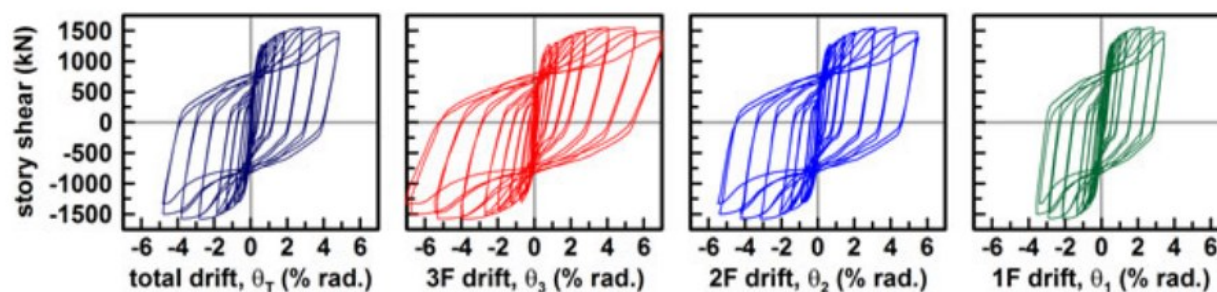 story shear (kN)
1500
1000
500
0
-500
-1000
-1500
-6 -4 -2 0 2 4 6
-6 -4 -2 0 2 4 6
-6 -4 -2 0 2 4 6
-6 -4 -2 0 2 4 6
total drift, θT (% rad.)
3F drift, θ3 (% rad.)
2F drift, θ2 (% rad.)
1F drift, θ1 (% rad.)